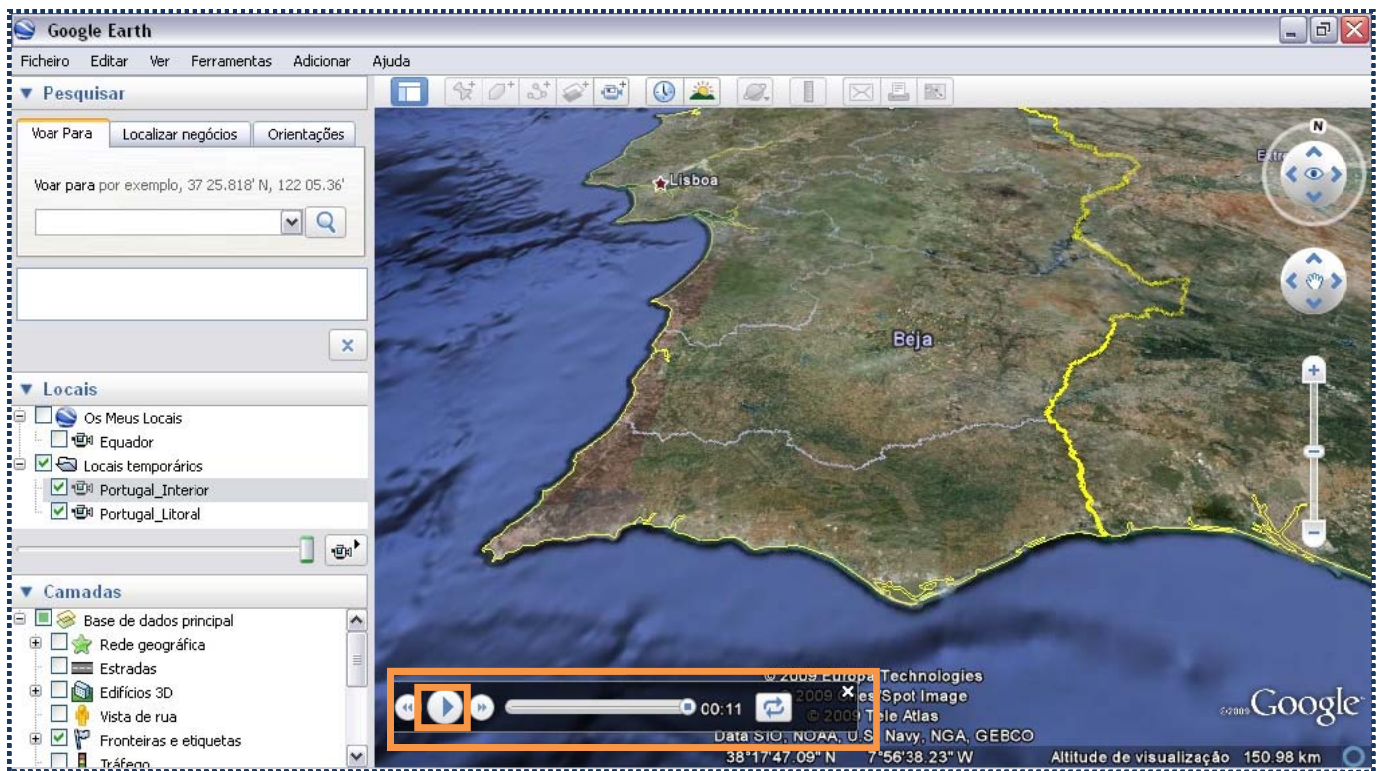 Google Earth
Ficheiro Editar Ver Ferramentas Adicionar Ajuda
Pesquisar
Voar Para Localizar negócios Orientações
Voar para por exemplo, 37 25.818' N, 122 05.36'
Locais
Os Meus Locais
Equador
Locais temporários
Portugal_Interior
Portugal_Litoral
Camadas
Base de dados principal
Rede geográfica
Estradas
Edifícios 3D
Vista de rua
Fronteiras e etiquetas
Tráfego
N
Lisboa
Beja
00:11
© 2009 Europa Technologies
2009 es/Spot Image
© 2009 Tele Atlas
Data SIO, NOAA, U.S. Navy, NGA, GEBCO
©2009 Google
38°17'47.09" N 7°56'38.23" W Altitude de visualização 150.98 km